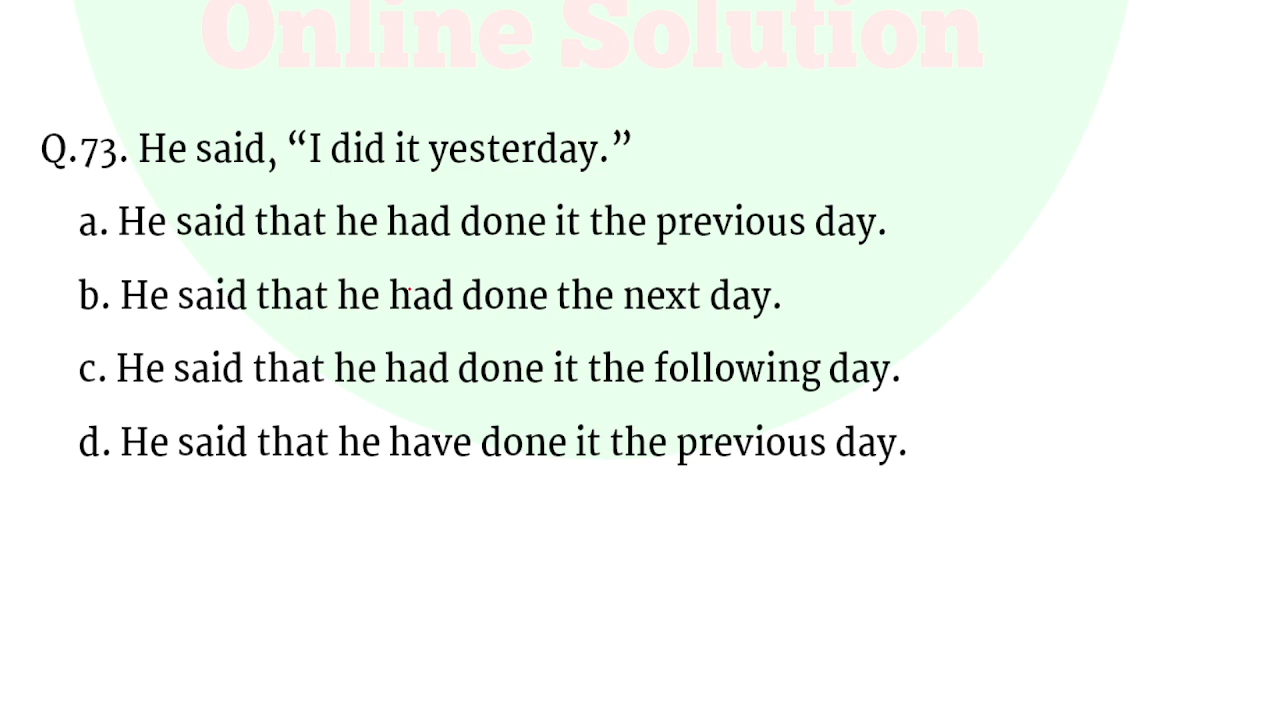 Online Solution
Q.73. He said, “I did it yesterday.”
a. He said that he had done it the previous day.
b. He said that he had done the next day.
c. He said that he had done it the following day.
d. He said that he have done it the previous day.